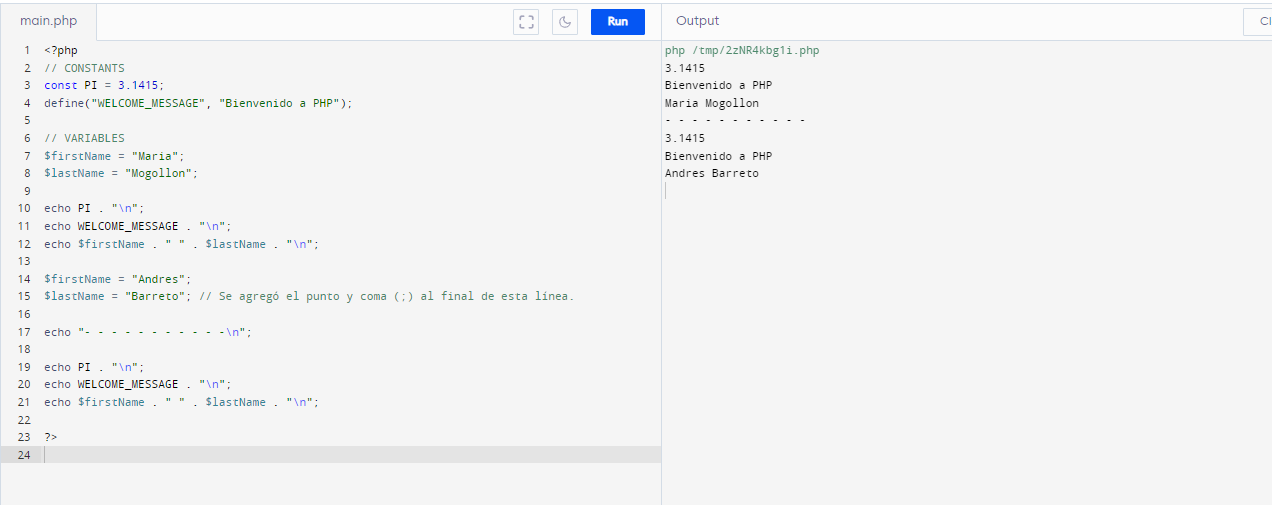 main.php
Run
1 <?php
2 // CONSTANTS
3 const PI = 3.1415;
4 define("WELCOME_MESSAGE", "Bienvenido a PHP");
5
6 // VARIABLES
7 $firstName = "Maria";
8 $lastName = "Mogollon";
9
10 echo PI . "\n";
11 echo WELCOME_MESSAGE . "\n";
12 echo $firstName . " " . $lastName . "\n";
13
14 $firstName = "Andres";
15 $lastName = "Barreto"; // Se agregó el punto y coma (;) al final de esta línea.
16
17 echo "- - - - - - - - - - -\n";
18
19 echo PI . "\n";
20 echo WELCOME_MESSAGE . "\n";
21 echo $firstName . " " . $lastName . "\n";
22
23 ?>
24
Output
Cl
php /tmp/2zNR4kbg1i.php
3.1415
Bienvenido a PHP
Maria Mogollon
- - - - - - - - - - -
3.1415
Bienvenido a PHP
Andres Barreto